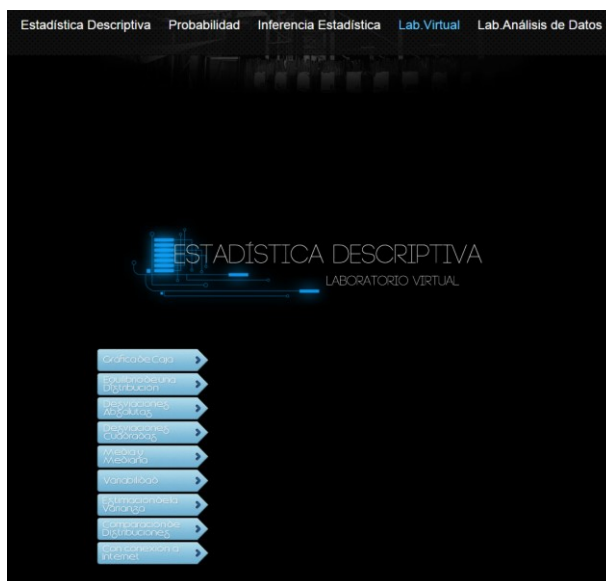 Estadística Descriptiva Probabilidad Inferencia Estadística Lab.Virtual Lab.Análisis de Datos
ESTADÍSTICA DESCRIPTIVA
LABORATORIO VIRTUAL
Gráfica de Caja
Equilibrio de una
Distribución
Desviaciones
Absolutas
Desviaciones
Cuadradas
Media y
Mediana
Variabilidad
Estimación de la
Varianza
Comparación de
Distribuciones
Con conexión a
internet